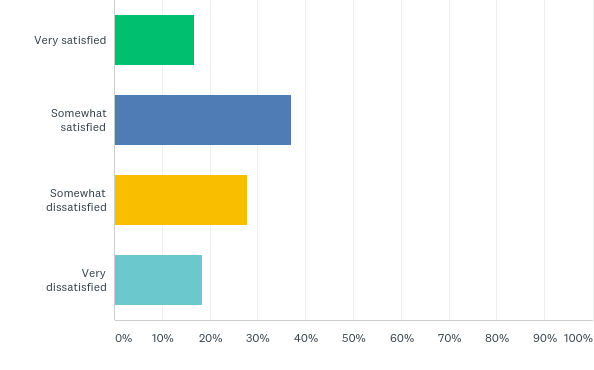 Very satisfied
Somewhat
satisfied
Somewhat
dissatisfied
Very
dissatisfied
0% 10% 20% 30% 40% 50% 60% 70% 80% 90% 100%